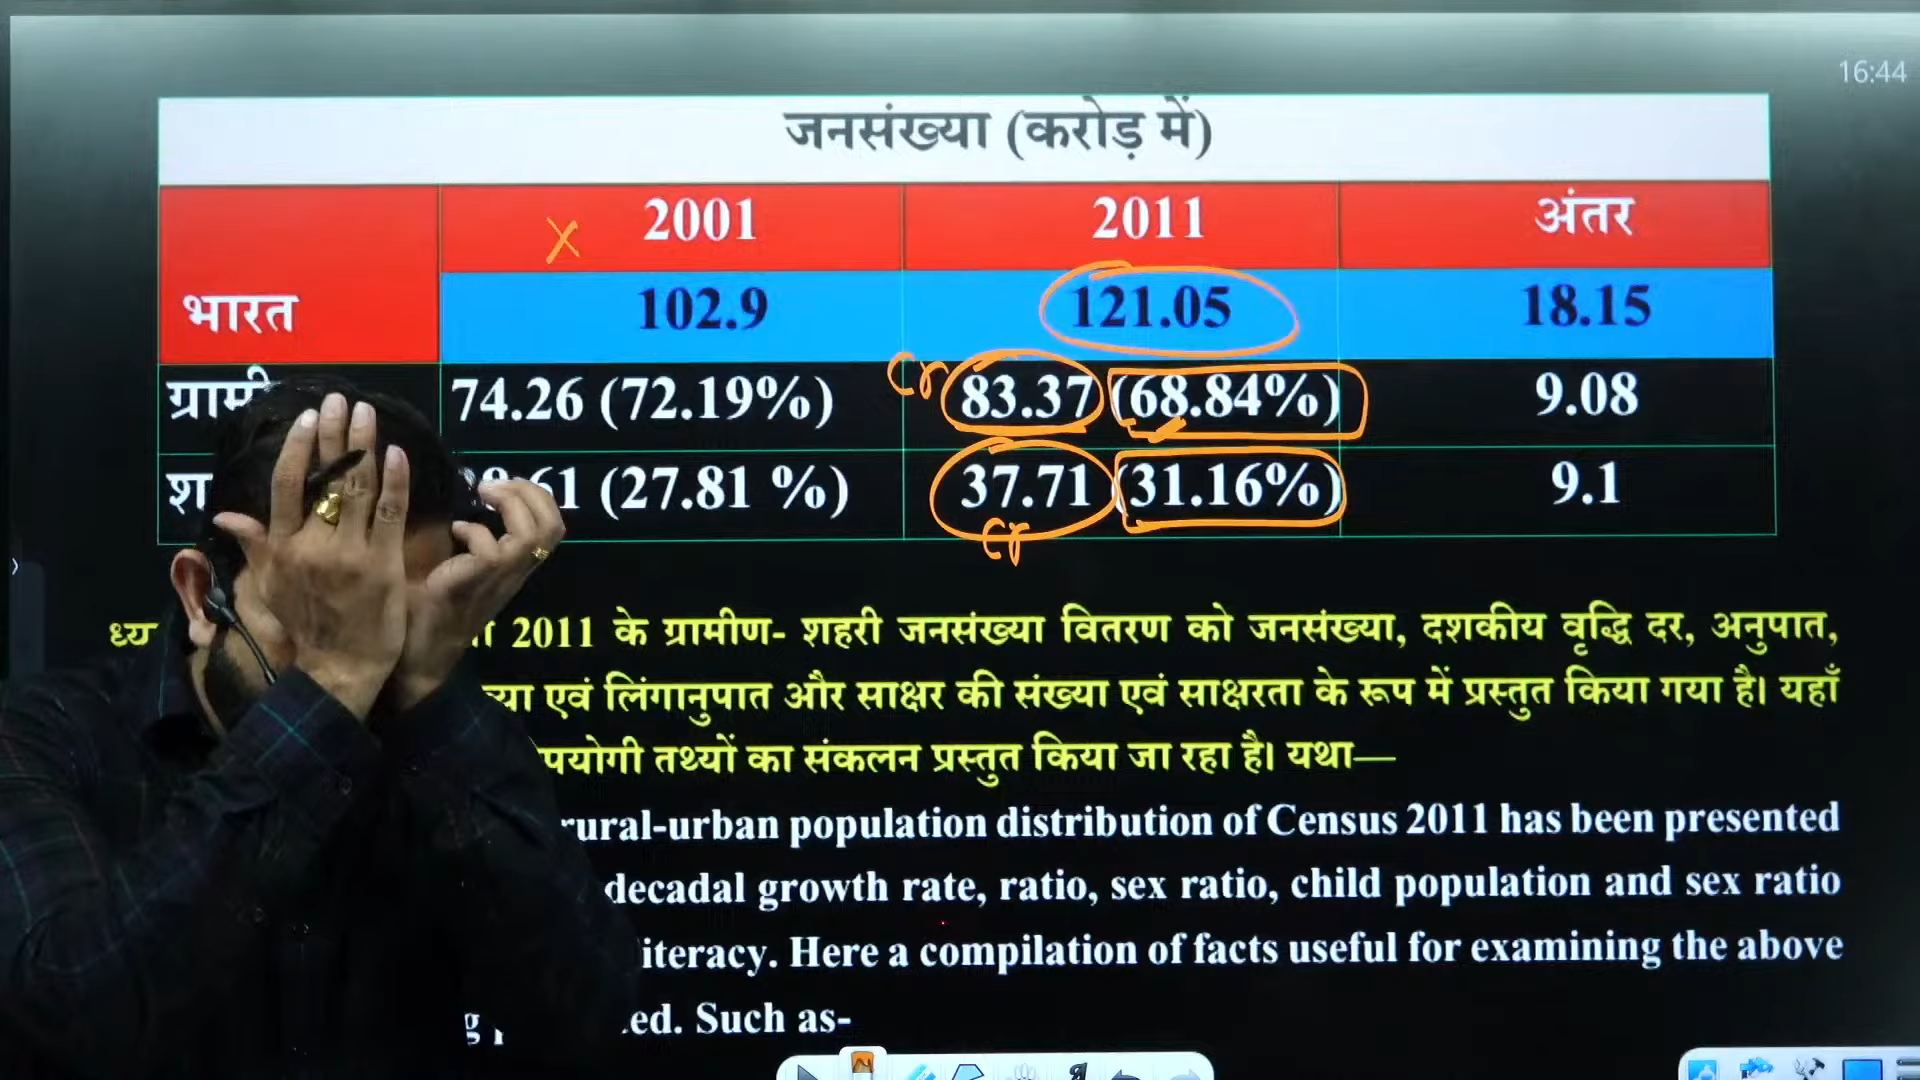 16:44
जनसंख्या (करोड़ में)
2001 2011 अंतर
भारत 102.9 121.05 18.15
74.26 (72.19%) cr 83.37 (68.84%) 9.08
61 (27.81 %) 37.71 (31.16%) 9.1
cr
2011 के ग्रामीण- शहरी जनसंख्या वितरण को जनसंख्या, दशकीय वृद्धि दर, अनुपात,
एवं लिंगानुपात और साक्षर की संख्या एवं साक्षरता के रूप में प्रस्तुत किया गया है। यहाँ
तथ्यों का संकलन प्रस्तुत किया जा रहा है। यथा—
rural-urban population distribution of Census 2011 has been presented
decadal growth rate, ratio, sex ratio, child population and sex ratio
literacy. Here a compilation of facts useful for examining the above
Such as-